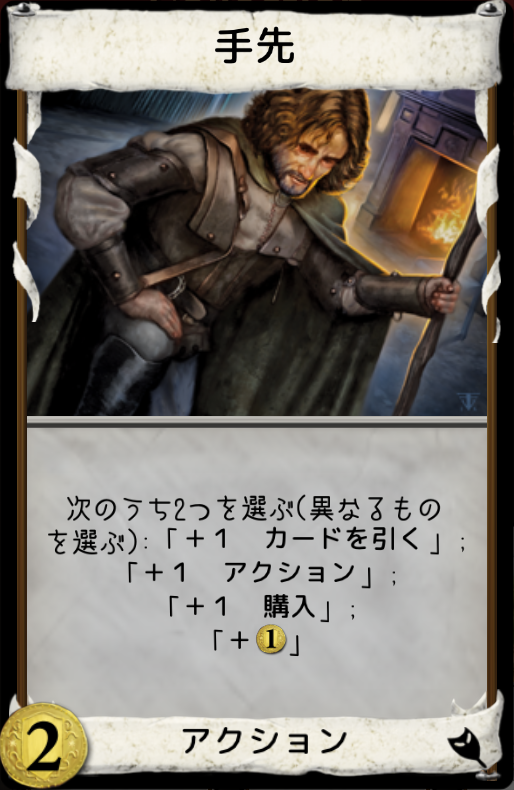 手先
次のうち2つを選ぶ(異なるもの
を選ぶ):「＋１　カードを引く」;
「＋１　アクション」;
「＋１　購入」;
「＋1」
2
アクション